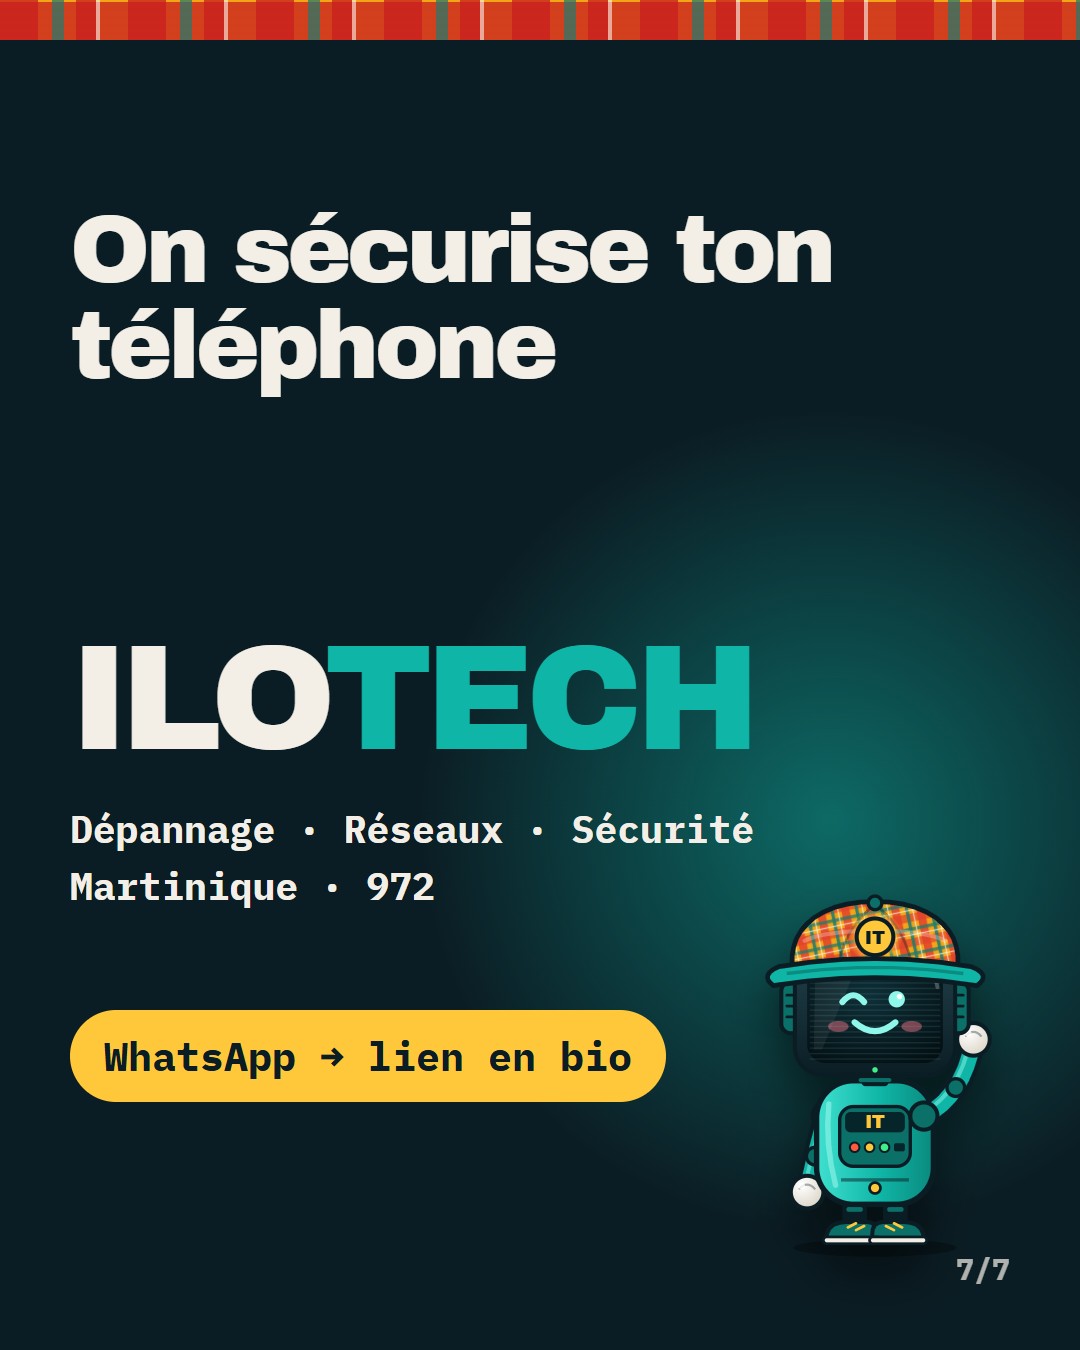 On sécurise ton
téléphone
ILOTECH
Dépannage · Réseaux · Sécurité
Martinique · 972
IT
WhatsApp → lien en bio
IT
7/7